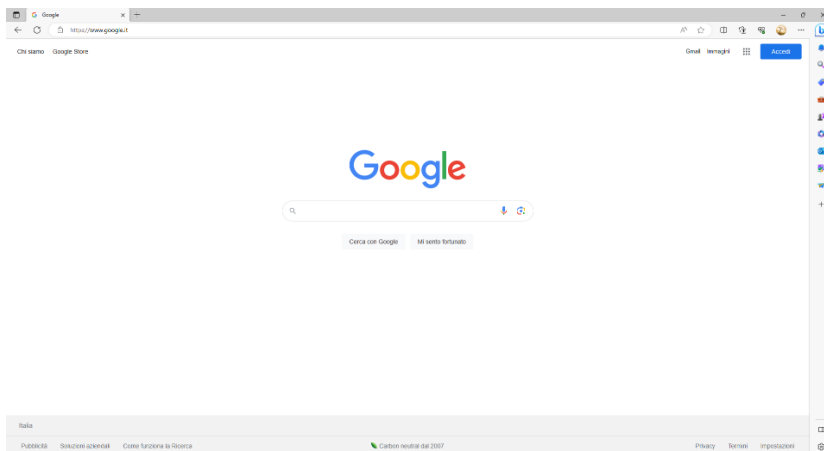 Google
https://www.google.it
Chi siamo Google Store
Gmail Immagini
Accedi
Google
Cerca con Google Mi sento fortunato
Italia
Pubblicità Soluzioni aziendali Come funziona la Ricerca
Carbon neutral dal 2007
Privacy Termini Impostazioni